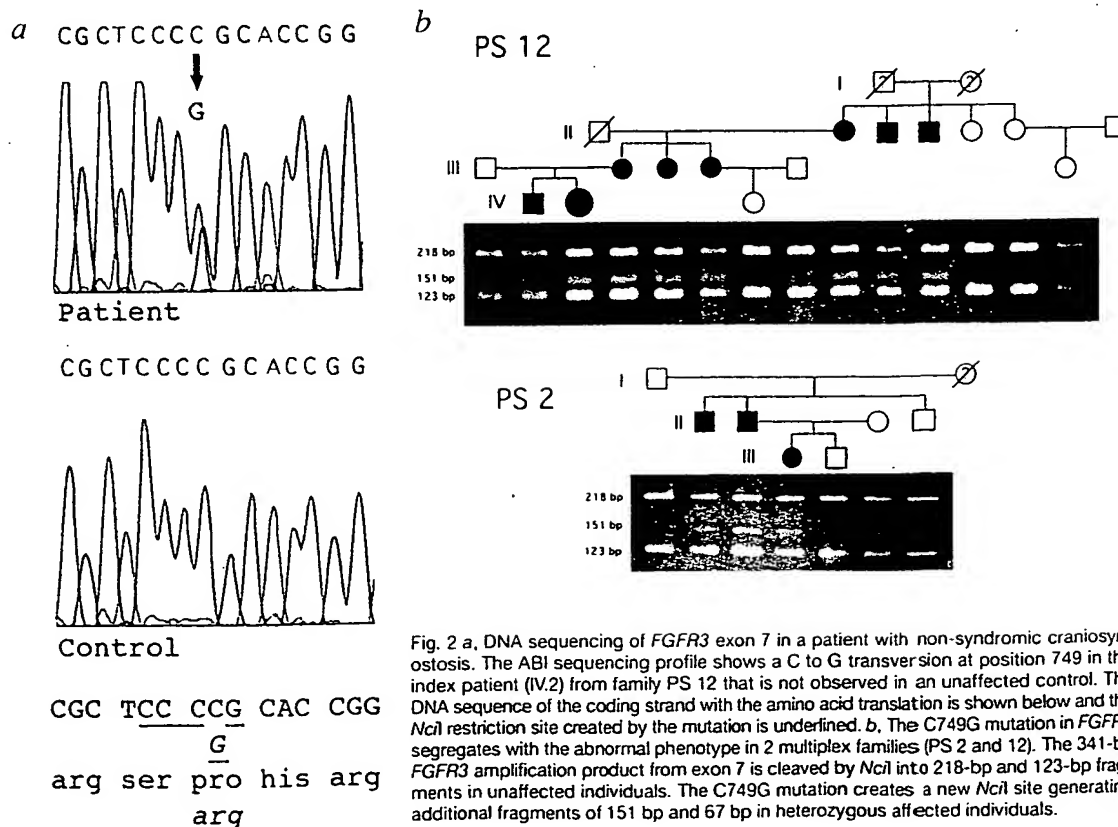 a
CGCTCCCC GCACCGG
G
Patient
CGCTCCCC GCACCGG
Control
CGC TCC CCG CAC CGG
G
arg ser pro his arg
arg
b
PS 12
I
II
III
IV
218 bp
151 bp
123 bp
PS 2
I
II
III
218 bp
151 bp
123 bp
Fig. 2 a, DNA sequencing of FGFR3 exon 7 in a patient with non-syndromic craniosyn
ostosis. The ABI sequencing profile shows a C to G transversion at position 749 in th
index patient (IV.2) from family PS 12 that is not observed in an unaffected control. Th
DNA sequence of the coding strand with the amino acid translation is shown below and th
NciI restriction site created by the mutation is underlined. b, The C749G mutation in FGFR
segregates with the abnormal phenotype in 2 multiplex families (PS 2 and 12). The 341-b
FGFR3 amplification product from exon 7 is cleaved by NciI into 218-bp and 123-bp frag
ments in unaffected individuals. The C749G mutation creates a new NciI site generatin
additional fragments of 151 bp and 67 bp in heterozygous affected individuals.